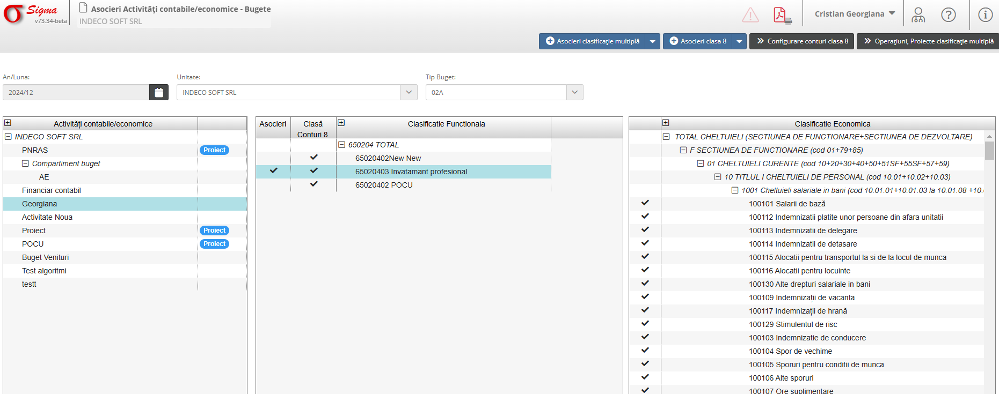 Sigma
v73.34-beta
Asocieri Activităţi contabile/economice - Bugete
INDECO SOFT SRL
Cristian Georgiana
Asocieri clasificaţie multiplă
Asocieri clasa 8
Configurare conturi clasa 8
Operaţiuni, Proiecte clasificaţie multiplă
An/Luna:
Unitate:
Tip Buget:
2024/12
INDECO SOFT SRL
02A
Activități contabile/economice
INDECO SOFT SRL
PNRAS Proiect
Compartiment buget
AE
Financiar contabil
Georgiana
Activitate Noua
Proiect Proiect
POCU Proiect
Buget Venituri
Test algoritmi
testt
Asocieri
Clasă
Conturi 8
Clasificatie Functionala
650204 TOTAL
65020402New New
65020403 Invatamant profesional
65020402 POCU
Clasificatie Economica
TOTAL CHELTUIELI (SECTIUNEA DE FUNCTIONARE+SECTIUNEA DE DEZVOLTARE)
F SECTIUNEA DE FUNCTIONARE (cod 01+79+85)
01 CHELTUIELI CURENTE (cod 10+20+30+40+50+51SF+55SF+57+59)
10 TITLUL I CHELTUIELI DE PERSONAL (cod 10.01+10.02+10.03)
1001 Cheltuieli salariale in bani (cod 10.01.01+10.01.03 la 10.01.08 +10.
100101 Salarii de bază
100112 Indemnizatii platite unor persoane din afara unitatii
100113 Indemnizatii de delegare
100114 Indemnizatii de detasare
100115 Alocatii pentru transportul la si de la locul de munca
100116 Alocatii pentru locuinte
100130 Alte drepturi salariale in bani
100109 Indemnizații de vacanta
100117 Indemnizații de hrană
100129 Stimulentul de risc
100103 Indemnizatie de conducere
100104 Spor de vechime
100105 Sporuri pentru conditii de munca
100106 Alte sporuri
100107 Ore suplimentare